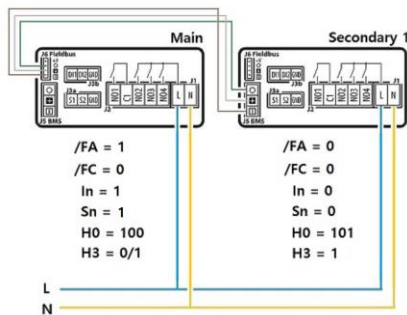 Main
J6 Fieldbus
DI1 DI2 GND
J3b
J3a
S1 S2 GND
J5 BMS
J2
NO1 C1 NO2 NO3 NO4
J1
L N
/FA = 1
/FC = 0
In = 1
Sn = 1
H0 = 100
H3 = 0/1
Secondary 1
J6 Fieldbus
DI1 DI2 GND
J3b
J3a
S1 S2 GND
J5 BMS
J2
NO1 C1 NO2 NO3 NO4
J1
L N
/FA = 0
/FC = 0
In = 0
Sn = 0
H0 = 101
H3 = 1
L
N